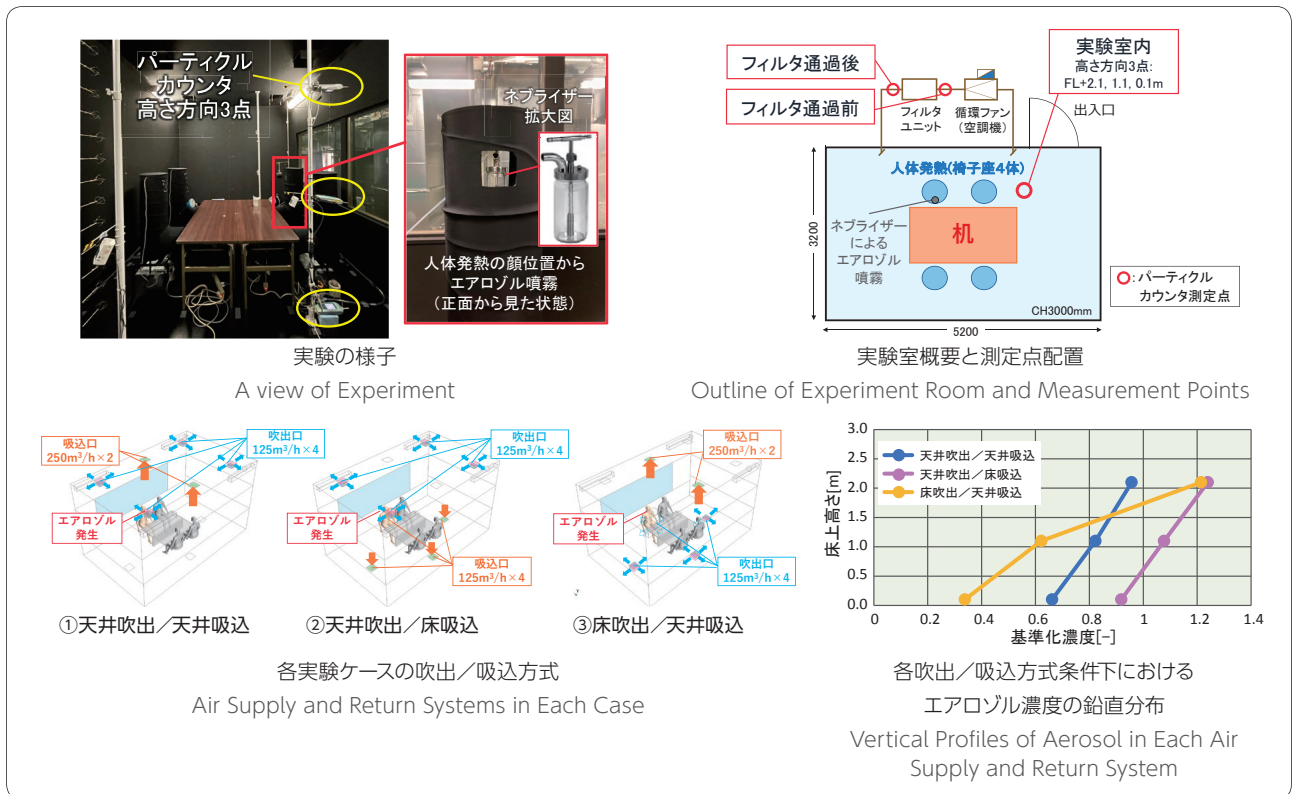 パーティクル
カウンタ
高さ方向3点
ネブライザー
拡大図
人体発熱の顔位置から
エアロゾル噴霧
(正面から見た状態)
実験の様子
A view of Experiment
フィルタ通過後
フィルタ通過前
フィルタ
ユニット
循環ファン
(空調機)
実験室内
高さ方向3点:
FL+2.1, 1.1, 0.1m
出入口
人体発熱(椅子座4体)
ネブライザー
による
エアロゾル
噴霧
机
3200
5200
CH3000mm
:パーティクル
カウンタ測定点
実験室概要と測定点配置
Outline of Experiment Room and Measurement Points
吸込口
250m³/h×2
吹出口
125m³/h×4
エアロゾル
発生
①天井吹出/天井吸込
吹出口
125m³/h×4
エアロゾル
発生
吸込口
125m³/h×4
②天井吹出/床吸込
吸込口
250m³/h×2
エアロゾル
発生
吹出口
125m³/h×4
③床吹出/天井吸込
各実験ケースの吹出/吸込方式
Air Supply and Return Systems in Each Case
床上高さ[m]
3.0
2.5
2.0
1.5
1.0
0.5
0.0
天井吹出/天井吸込
天井吹出/床吸込
床吹出/天井吸込
0 0.2 0.4 0.6 0.8 1 1.2 1.4
基準化濃度[−]
各吹出/吸込方式条件下における
エアロゾル濃度の鉛直分布
Vertical Profiles of Aerosol in Each Air
Supply and Return System